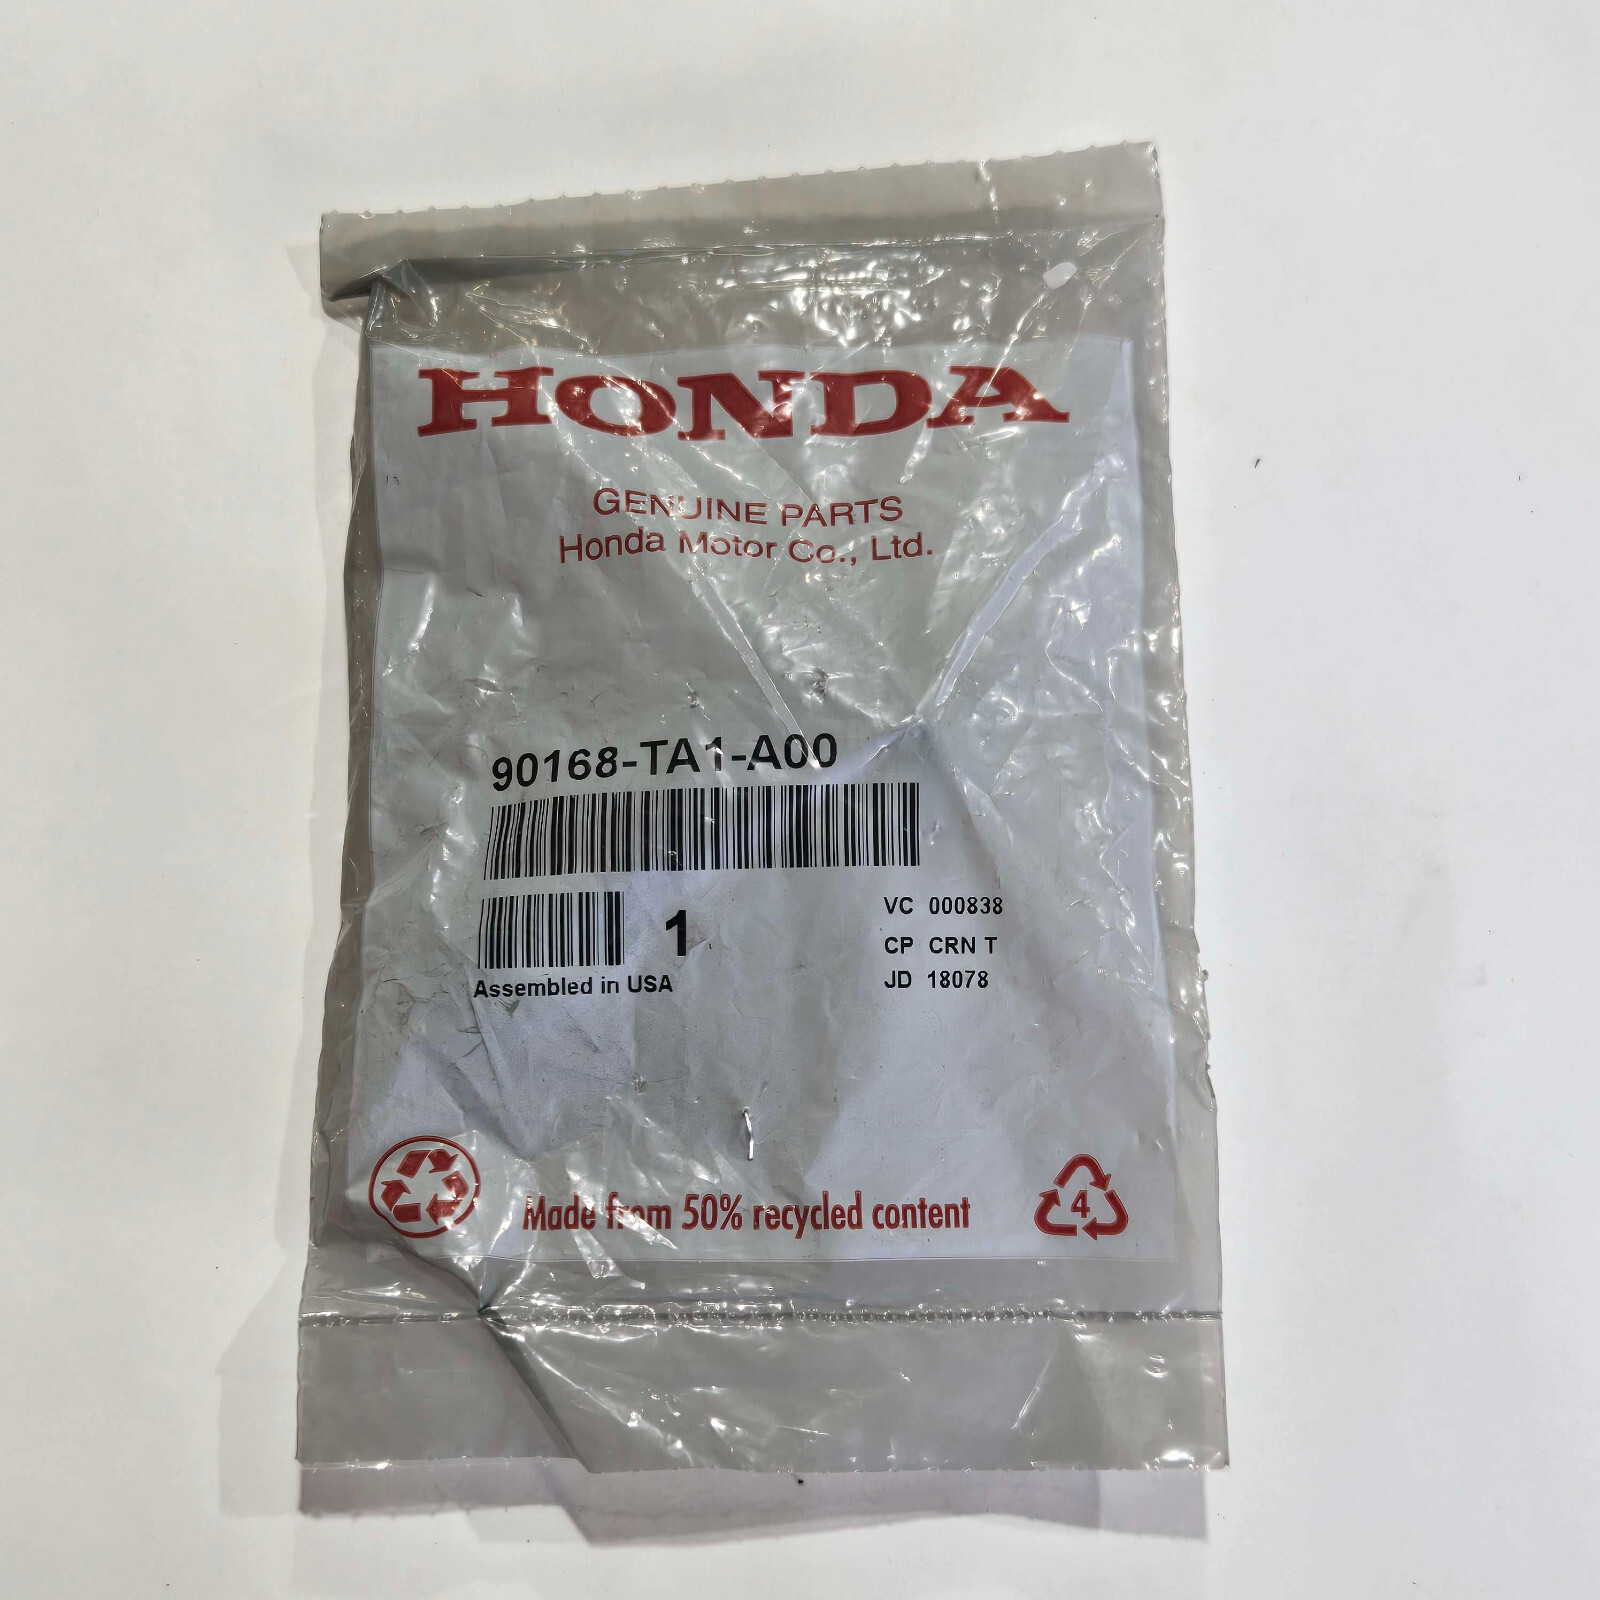 HONDA
GENUINE PARTS
Honda Motor Co., Ltd.
90168-TA1-A00
1
VC 000838
CP CRN T
JD 18078
Assembled in USA
Made from 50% recycled content
4